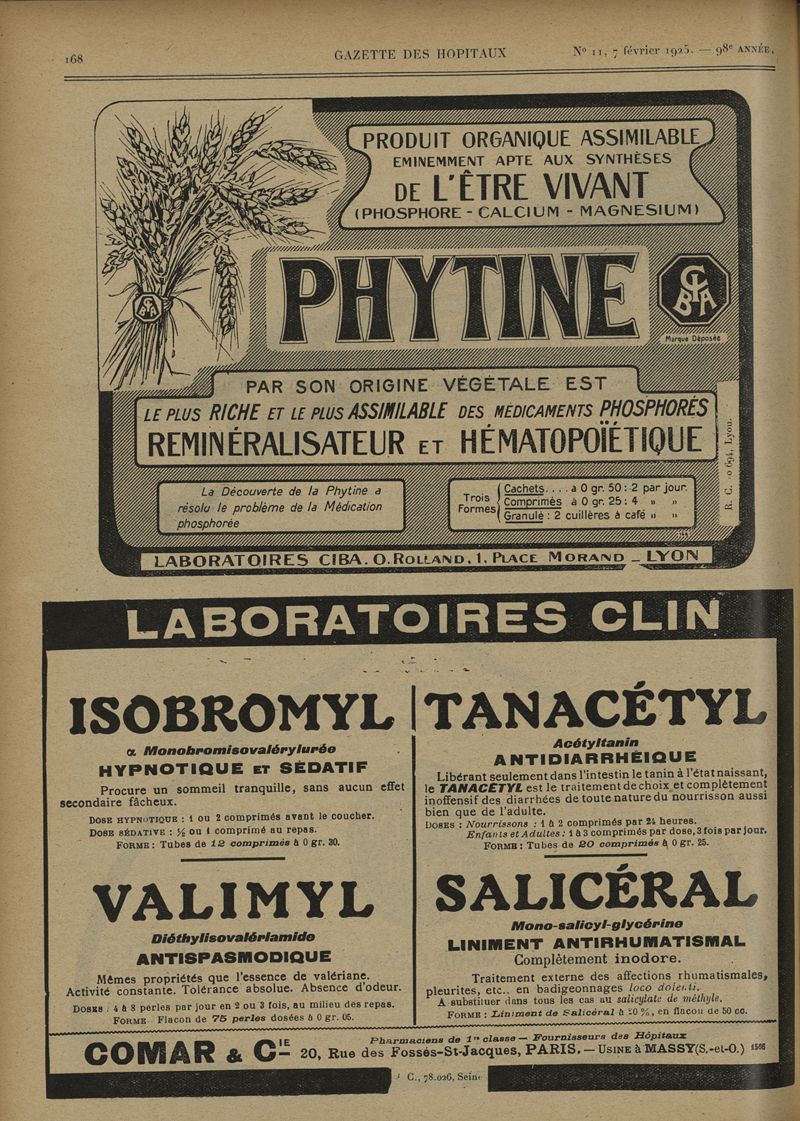 168
GAZETTE DES HOPITAUX
N° 11, 7 février 1925. — 98e ANNÉE.
PRODUIT ORGANIQUE ASSIMILABLE
EMINEMMENT APTE AUX SYNTHÈSES
DE L'ÊTRE VIVANT
(PHOSPHORE - CALCIUM - MAGNESIUM)
PHYTINE
CIBA
CIBA
Marque Déposée
PAR SON ORIGINE VÉGÉTALE EST
LE PLUS RICHE ET LE PLUS ASSIMILABLE DES MÉDICAMENTS PHOSPHORÉS
REMINÉRALISATEUR ET HÉMATOPOÏÉTIQUE
La Découverte de la Phytine a
résolu le problème de la Médication
phosphorée
Trois
Formes
Cachets.... à 0 gr. 50 : 2 par jour.
Comprimés à 0 gr. 25 : 4 " "
Granulé : 2 cuillères à café " "
R. C. 694, Lyon.
LABORATOIRES CIBA. O. ROLLAND. 1, PLACE MORAND _ LYON
LABORATOIRES CLIN
ISOBROMYL
α Monobromisovalérylurée
HYPNOTIQUE ET SÉDATIF
Procure un sommeil tranquille, sans aucun effet
secondaire fâcheux.
DOSE HYPNOTIQUE : 1 ou 2 comprimés avant le coucher.
DOSE SÉDATIVE : ½ ou 1 comprimé au repas.
FORME : Tubes de 12 comprimés à 0 gr. 30.
TANACÉTYL
Acétyltanin
ANTIDIARRHÉIQUE
Libérant seulement dans l'intestin le tanin à l'état naissant,
le TANACÉTYL est le traitement de choix et complètement
inoffensif des diarrhées de toute nature du nourrisson aussi
bien que de l'adulte.
DOSES : Nourrissons : 1 à 2 comprimés par 24 heures.
Enfants et Adultes : 1 à 3 comprimés par dose, 3 fois par jour.
FORME : Tubes de 20 comprimés à 0 gr. 25.
VALIMYL
Diéthylisovalériamide
ANTISPASMODIQUE
Mêmes propriétés que l'essence de valériane.
Activité constante. Tolérance absolue. Absence d'odeur.
DOSES : 4 à 8 perles par jour en 2 ou 3 fois, au milieu des repas.
FORME Flacon de 75 perles dosées à 0 gr. 05.
SALICÉRAL
Mono-salicyl-glycérine
LINIMENT ANTIRHUMATISMAL
Complètement inodore.
Traitement externe des affections rhumatismales,
pleurites, etc., en badigeonnages loco dolenti.
A substituer dans tous les cas au salicylate de méthyle.
FORME : Liniment de Salicéral à 20 %, en flacon de 50 cc.
COMAR & CIE
Pharmaciens de 1re classe — Fournisseurs des Hôpitaux
20, Rue des Fossés-St-Jacques, PARIS. — USINE à MASSY (S.-et-O.) 1566
C., 78.026, Seine